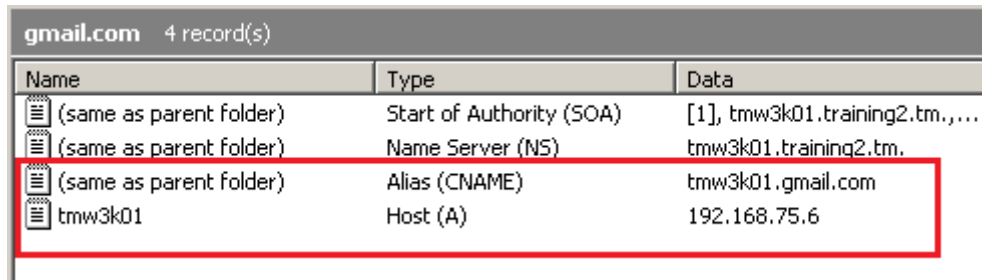 gmail.com 4 record(s)
Name Type Data
(same as parent folder) Start of Authority (SOA) [1], tmw3k01.training2.tm.,...
(same as parent folder) Name Server (NS) tmw3k01.training2.tm.
(same as parent folder) Alias (CNAME) tmw3k01.gmail.com
tmw3k01 Host (A) 192.168.75.6